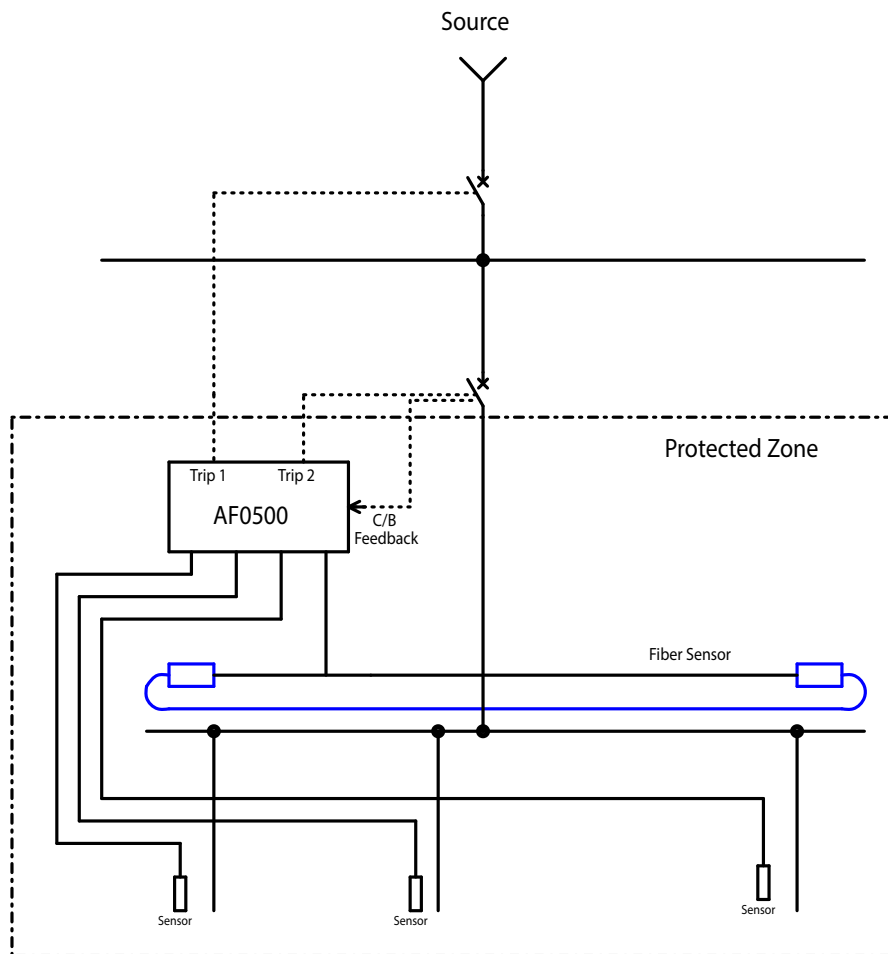 Source
Protected Zone
Trip 1
Trip 2
AF0500
C/B
Feedback
Fiber Sensor
Sensor
Sensor
Sensor